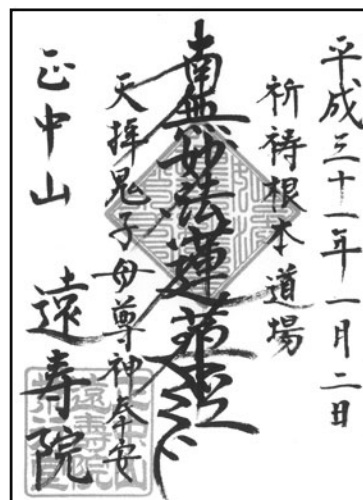 平成三十一年一月二日
祈祷根本道場
南無妙法蓮華経
天拝鬼子母尊神奉安
正中山
遠寿院